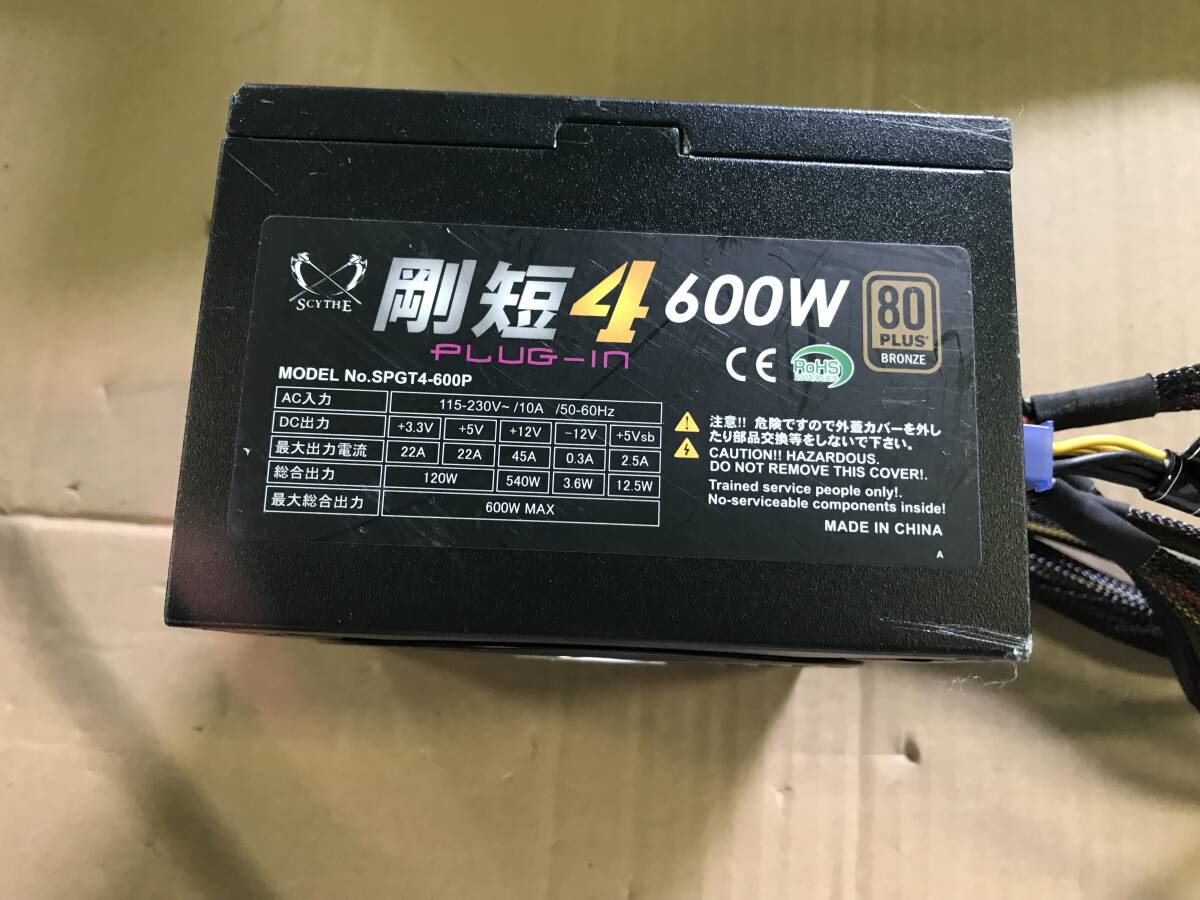 SCYTHE
剛短4 600W
PLUG-IN
80
PLUS
BRONZE
CE
RoHS
MODEL No.SPGT4-600P
AC入力 115-230V~ /10A /50-60Hz
DC出力 +3.3V +5V +12V -12V +5Vsb
最大出力電流 22A 22A 45A 0.3A 2.5A
総合出力 120W 540W 3.6W 12.5W
最大総合出力 600W MAX
注意!! 危険ですので外蓋カバーを外し
たり部品交換等をしないで下さい。
CAUTION!! HAZARDOUS.
DO NOT REMOVE THIS COVER!.
Trained service people only!.
No-serviceable components inside!
MADE IN CHINA
A